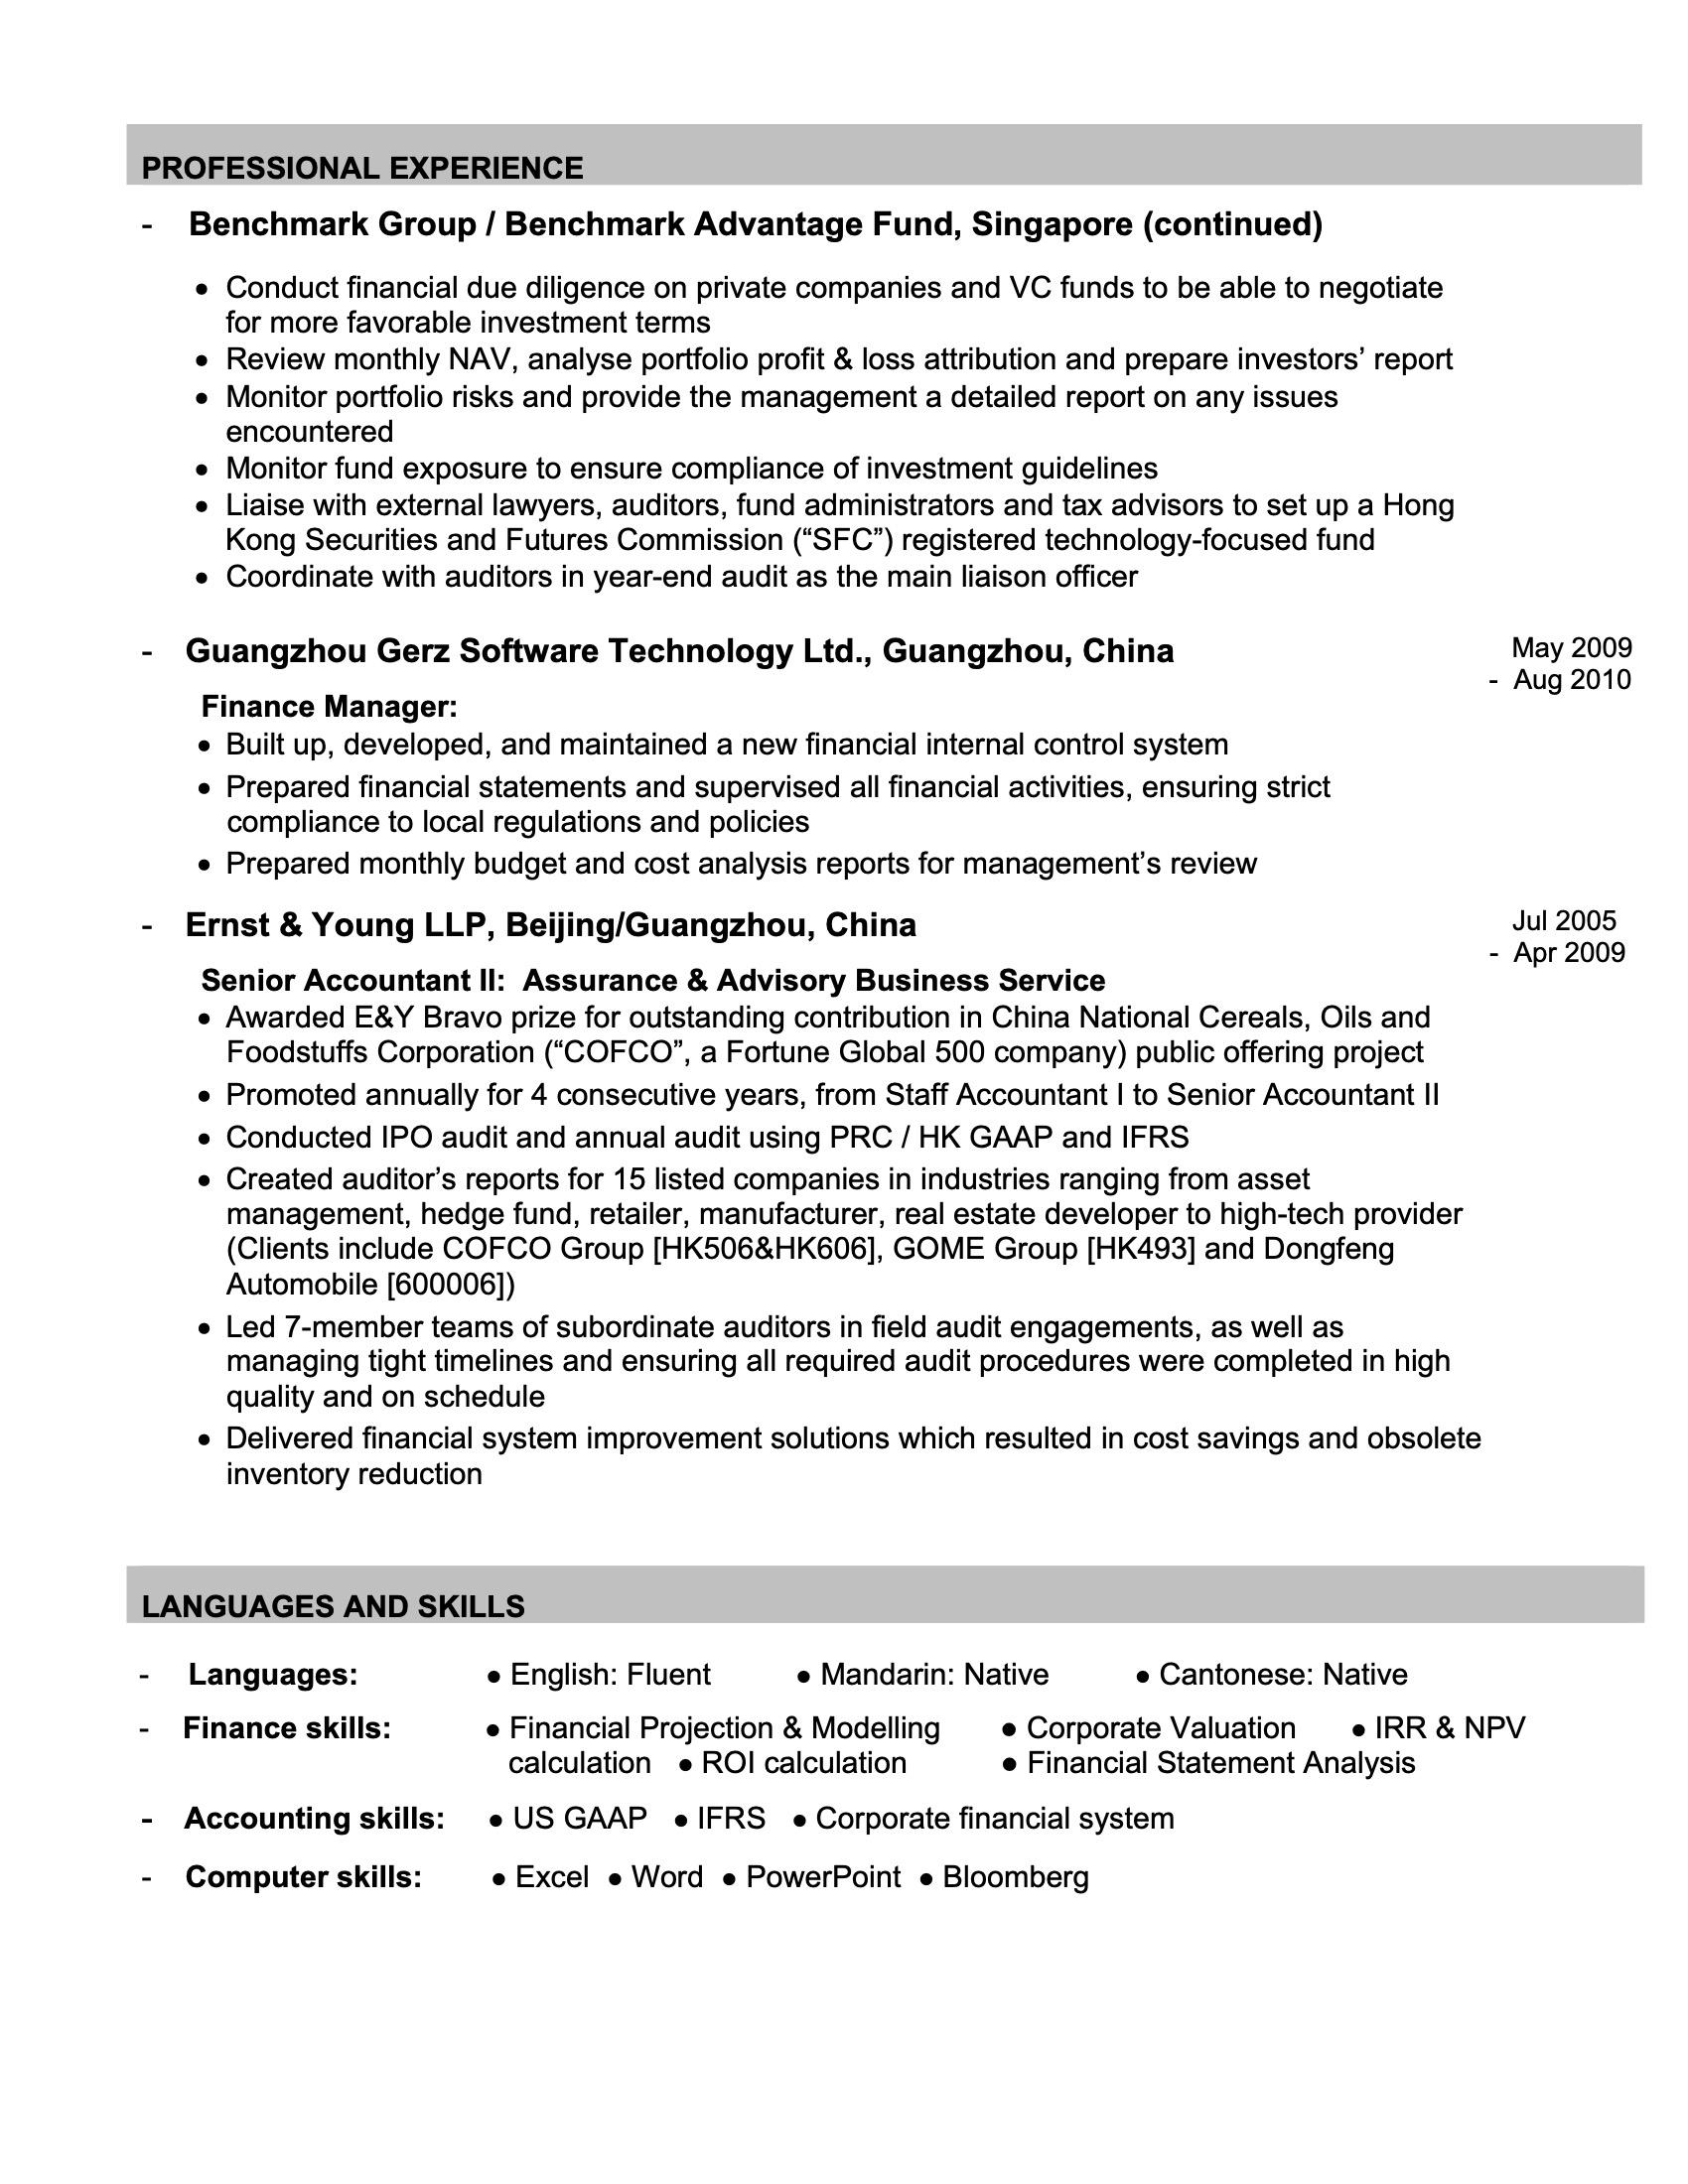 PROFESSIONAL EXPERIENCE
- Benchmark Group / Benchmark Advantage Fund, Singapore (continued)
● Conduct financial due diligence on private companies and VC funds to be able to negotiate
for more favorable investment terms
● Review monthly NAV, analyse portfolio profit & loss attribution and prepare investors’ report
● Monitor portfolio risks and provide the management a detailed report on any issues
encountered
● Monitor fund exposure to ensure compliance of investment guidelines
● Liaise with external lawyers, auditors, fund administrators and tax advisors to set up a Hong
Kong Securities and Futures Commission (“SFC”) registered technology-focused fund
● Coordinate with auditors in year-end audit as the main liaison officer
- Guangzhou Gerz Software Technology Ltd., Guangzhou, China
May 2009
- Aug 2010
Finance Manager:
● Built up, developed, and maintained a new financial internal control system
● Prepared financial statements and supervised all financial activities, ensuring strict
compliance to local regulations and policies
● Prepared monthly budget and cost analysis reports for management’s review
- Ernst & Young LLP, Beijing/Guangzhou, China
Jul 2005
- Apr 2009
Senior Accountant II: Assurance & Advisory Business Service
● Awarded E&Y Bravo prize for outstanding contribution in China National Cereals, Oils and
Foodstuffs Corporation (“COFCO”, a Fortune Global 500 company) public offering project
● Promoted annually for 4 consecutive years, from Staff Accountant I to Senior Accountant II
● Conducted IPO audit and annual audit using PRC / HK GAAP and IFRS
● Created auditor’s reports for 15 listed companies in industries ranging from asset
management, hedge fund, retailer, manufacturer, real estate developer to high-tech provider
(Clients include COFCO Group [HK506&HK606], GOME Group [HK493] and Dongfeng
Automobile [600006])
● Led 7-member teams of subordinate auditors in field audit engagements, as well as
managing tight timelines and ensuring all required audit procedures were completed in high
quality and on schedule
● Delivered financial system improvement solutions which resulted in cost savings and obsolete
inventory reduction
LANGUAGES AND SKILLS
- Languages: ● English: Fluent ● Mandarin: Native ● Cantonese: Native
- Finance skills: ● Financial Projection & Modelling ● Corporate Valuation ● IRR & NPV
calculation ● ROI calculation ● Financial Statement Analysis
- Accounting skills: ● US GAAP ● IFRS ● Corporate financial system
- Computer skills: ● Excel ● Word ● PowerPoint ● Bloomberg